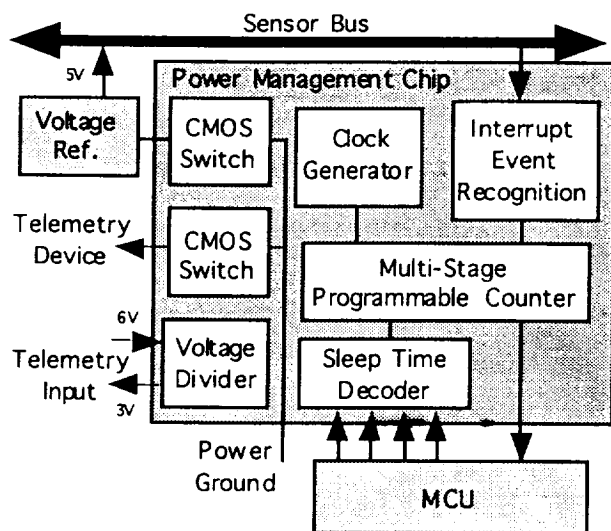 Sensor Bus
5V
Power Management Chip
Voltage
Ref.
CMOS
Switch
Clock
Generator
Interrupt
Event
Recognition
Telemetry
Device
CMOS
Switch
Multi-Stage
Programmable Counter
6V
Telemetry
Input
3V
Voltage
Divider
Sleep Time
Decoder
Power
Ground
MCU